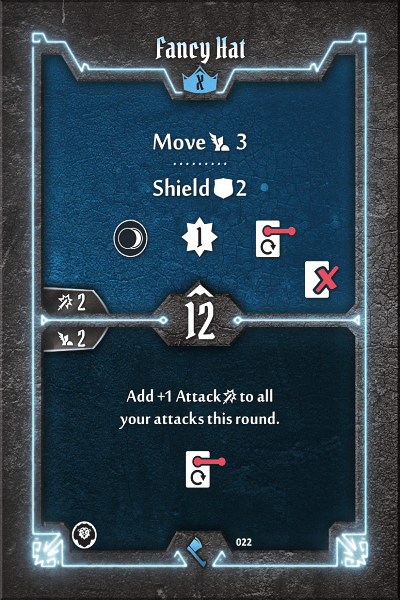 Fancy Hat
X
Move 3
Shield 2
1
2
12
2
Add +1 Attack to all
your attacks this round.
022